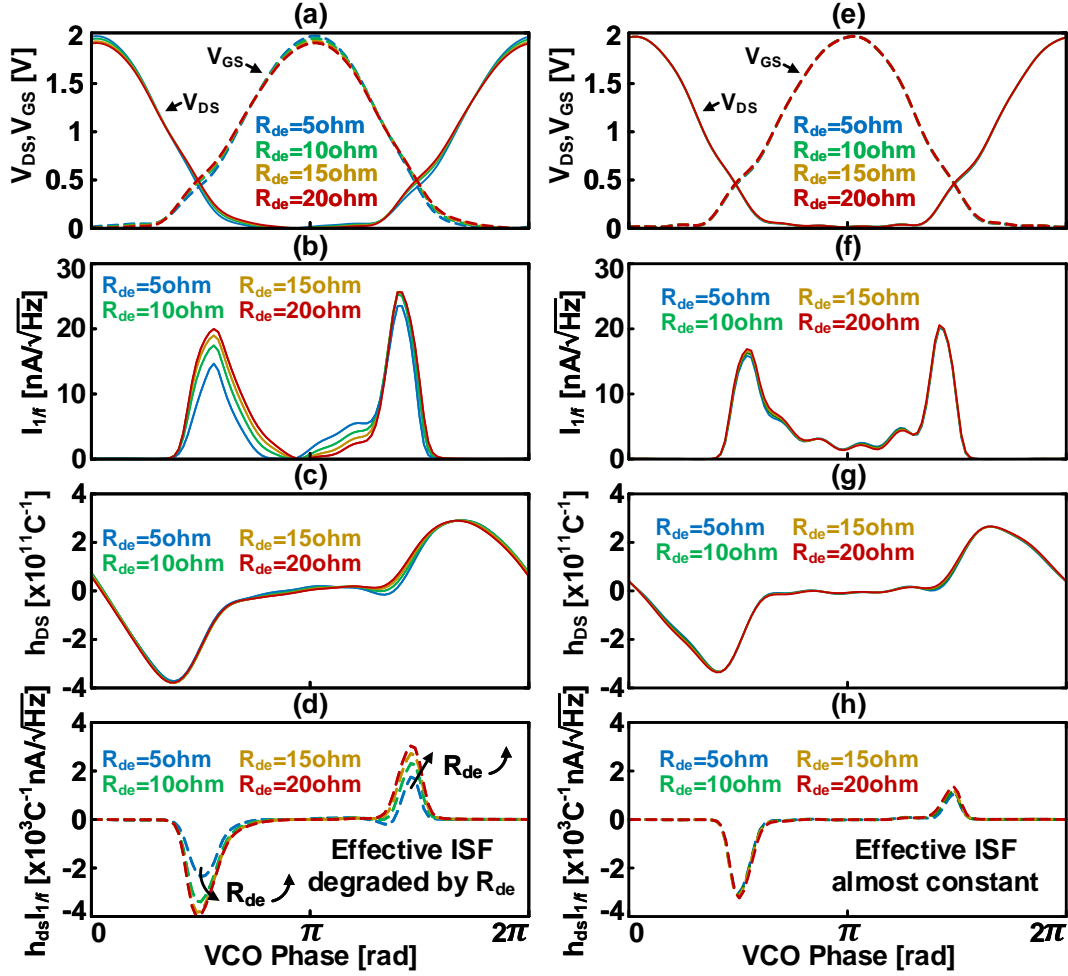 (a)
V_DS,V_GS [V]
2
1.5
1
0.5
0
V_GS
V_DS
R_de=5ohm
R_de=10ohm
R_de=15ohm
R_de=20ohm
(b)
I_1/f [nA/√Hz]
30
20
10
0
R_de=5ohm R_de=15ohm
R_de=10ohm R_de=20ohm
(c)
h_DS [x10^11C^-1]
4
2
0
-2
-4
R_de=5ohm R_de=15ohm
R_de=10ohm R_de=20ohm
(d)
h_ds I_1/f [x10^3C^-1nA/√Hz]
4
2
0
-2
-4
R_de=5ohm R_de=15ohm
R_de=10ohm R_de=20ohm
R_de
R_de
Effective ISF
degraded by R_de
0 π 2π
VCO Phase [rad]
(e)
V_DS,V_GS [V]
2
1.5
1
0.5
0
V_GS
V_DS
R_de=5ohm
R_de=10ohm
R_de=15ohm
R_de=20ohm
(f)
I_1/f [nA/√Hz]
30
20
10
0
R_de=5ohm R_de=15ohm
R_de=10ohm R_de=20ohm
(g)
h_DS [x10^11C^-1]
4
2
0
-2
-4
R_de=5ohm R_de=15ohm
R_de=10ohm R_de=20ohm
(h)
h_ds I_1/f [x10^3C^-1nA/√Hz]
4
2
0
-2
-4
R_de=5ohm R_de=15ohm
R_de=10ohm R_de=20ohm
Effective ISF
almost constant
0 π 2π
VCO Phase [rad]